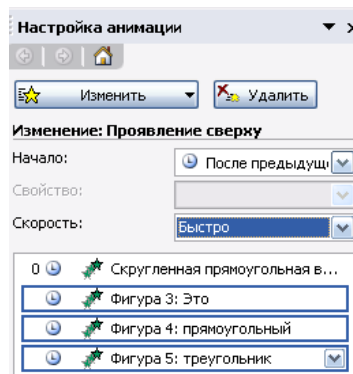 Настройка анимации
Изменить
Удалить
Изменение: Проявление сверху
Начало:
После предыдущ
Свойство:
Скорость:
Быстро
0 Скругленная прямоугольная в...
Фигура 3: Это
Фигура 4: прямоугольный
Фигура 5: треугольник